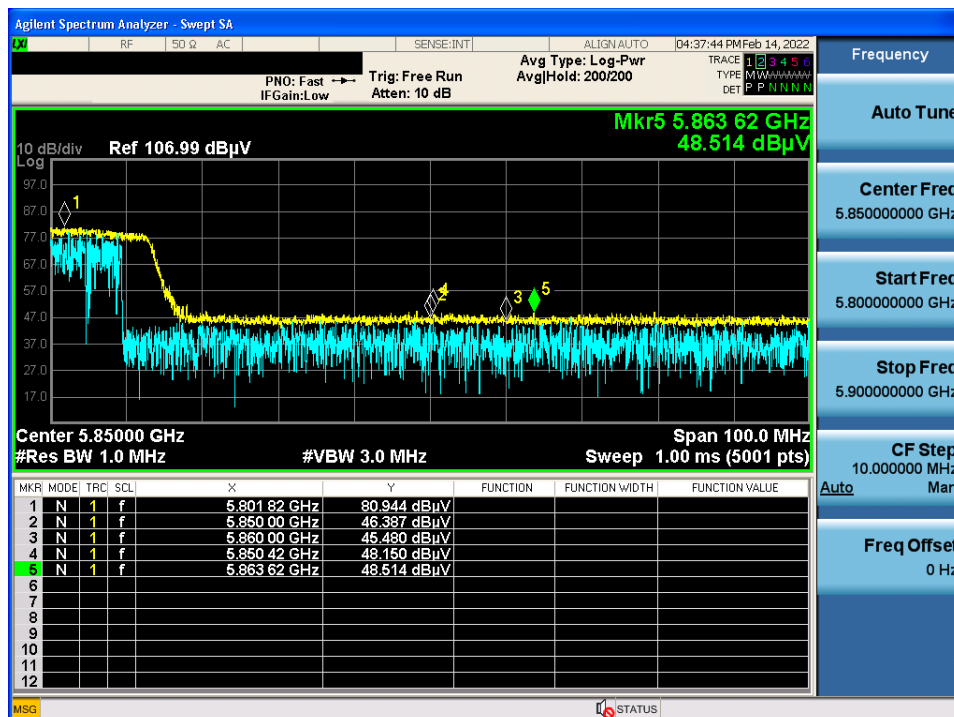 Agilent Spectrum Analyzer - Swept SA
LXI RF 50 Ω AC SENSE:INT ALIGN AUTO 04:37:44 PM Feb 14, 2022
PNO: Fast
IFGain:Low
Trig: Free Run
Atten: 10 dB
Avg Type: Log-Pwr
Avg|Hold: 200/200
TRACE 1 2 3 4 5 6
TYPE MWWWWW
DET P P N N N N
Mkr5 5.863 62 GHz
48.514 dBµV
10 dB/div Ref 106.99 dBµV
Log
97.0
87.0
77.0
67.0
57.0
47.0
37.0
27.0
17.0
1
2
4
3
5
Center 5.85000 GHz Span 100.0 MHz
#Res BW 1.0 MHz #VBW 3.0 MHz Sweep 1.00 ms (5001 pts)
MKR MODE TRC SCL X Y FUNCTION FUNCTION WIDTH FUNCTION VALUE
1 N 1 f 5.801 82 GHz 80.944 dBµV
2 N 1 f 5.850 00 GHz 46.387 dBµV
3 N 1 f 5.860 00 GHz 45.480 dBµV
4 N 1 f 5.850 42 GHz 48.150 dBµV
5 N 1 f 5.863 62 GHz 48.514 dBµV
6
7
8
9
10
11
12
MSG STATUS
Frequency
Auto Tune
Center Freq
5.850000000 GHz
Start Freq
5.800000000 GHz
Stop Freq
5.900000000 GHz
CF Step
10.000000 MHz
Auto Man
Freq Offset
0 Hz